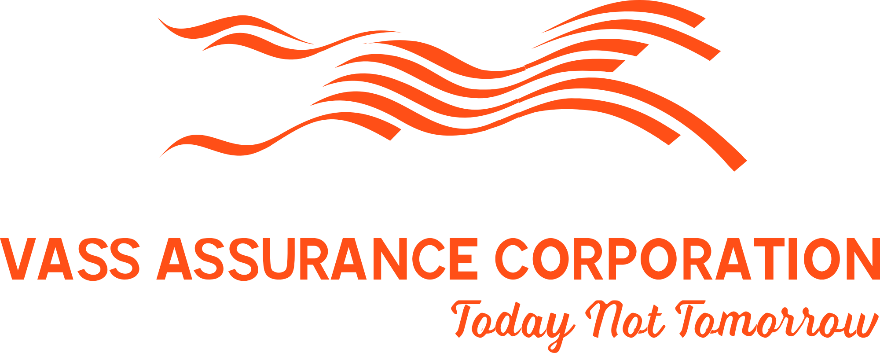 VASS ASSURANCE CORPORATION
Today Not Tomorrow